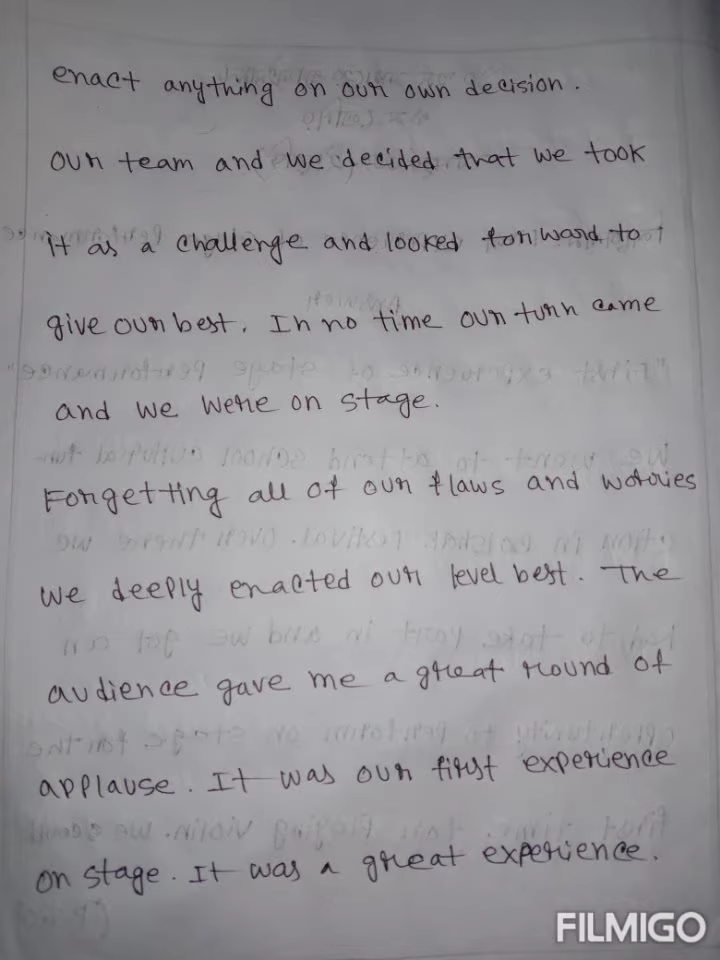 enact anything on our own decision.
our team and we decided that we took
it as a challenge and looked forward to
give our best. In no time our turn came
and we were on stage.
Forgetting all of our flaws and worries
we deeply enacted our level best. The
audience gave me a great round of
applause. It was our first experience
on stage. It was a great experience.
FILMIGO